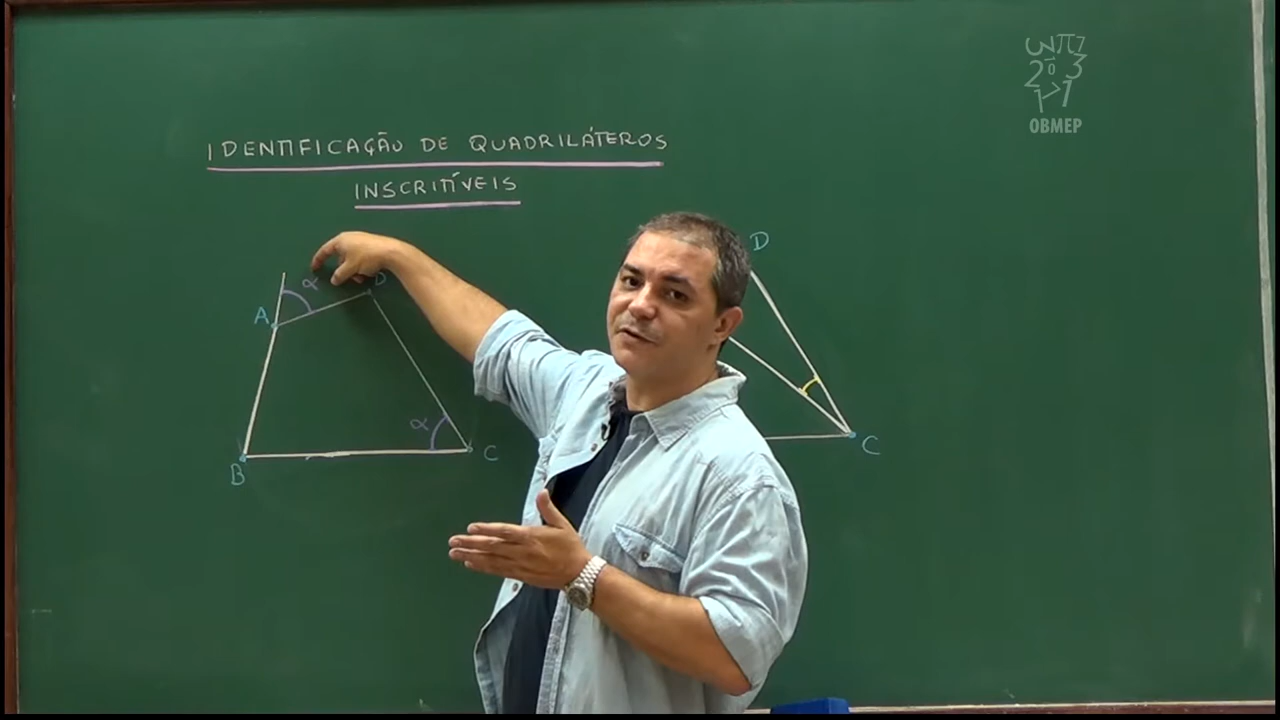 IDENTIFICAÇÃO DE QUADRILÁTEROS
INSCRITÍVEIS
A
α
D
α
B
C
D
C
OBMEP